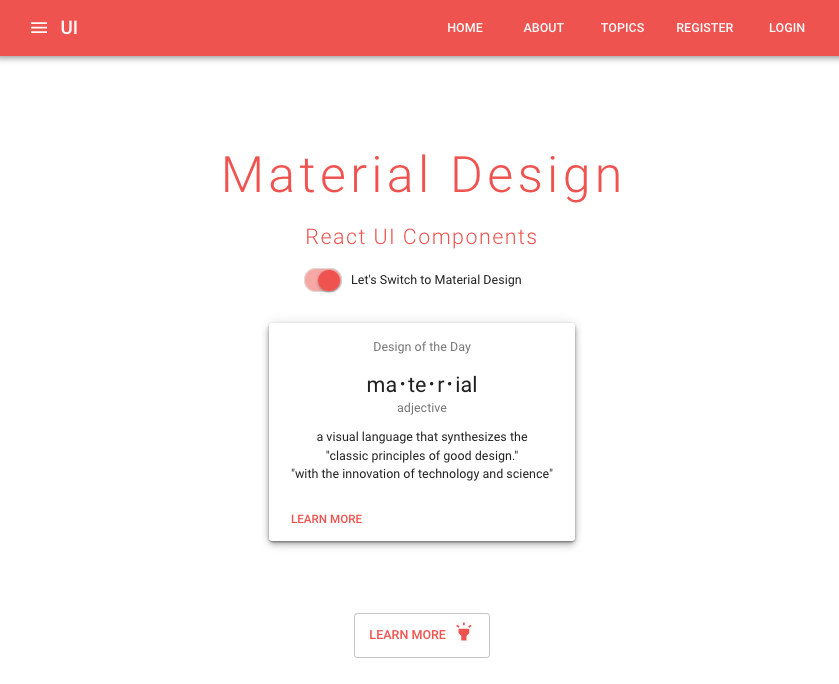 UI
HOME ABOUT TOPICS REGISTER LOGIN
Material Design
React UI Components
Let's Switch to Material Design
Design of the Day
ma•te•r•ial
adjective
a visual language that synthesizes the
"classic principles of good design."
"with the innovation of technology and science"
LEARN MORE
LEARN MORE